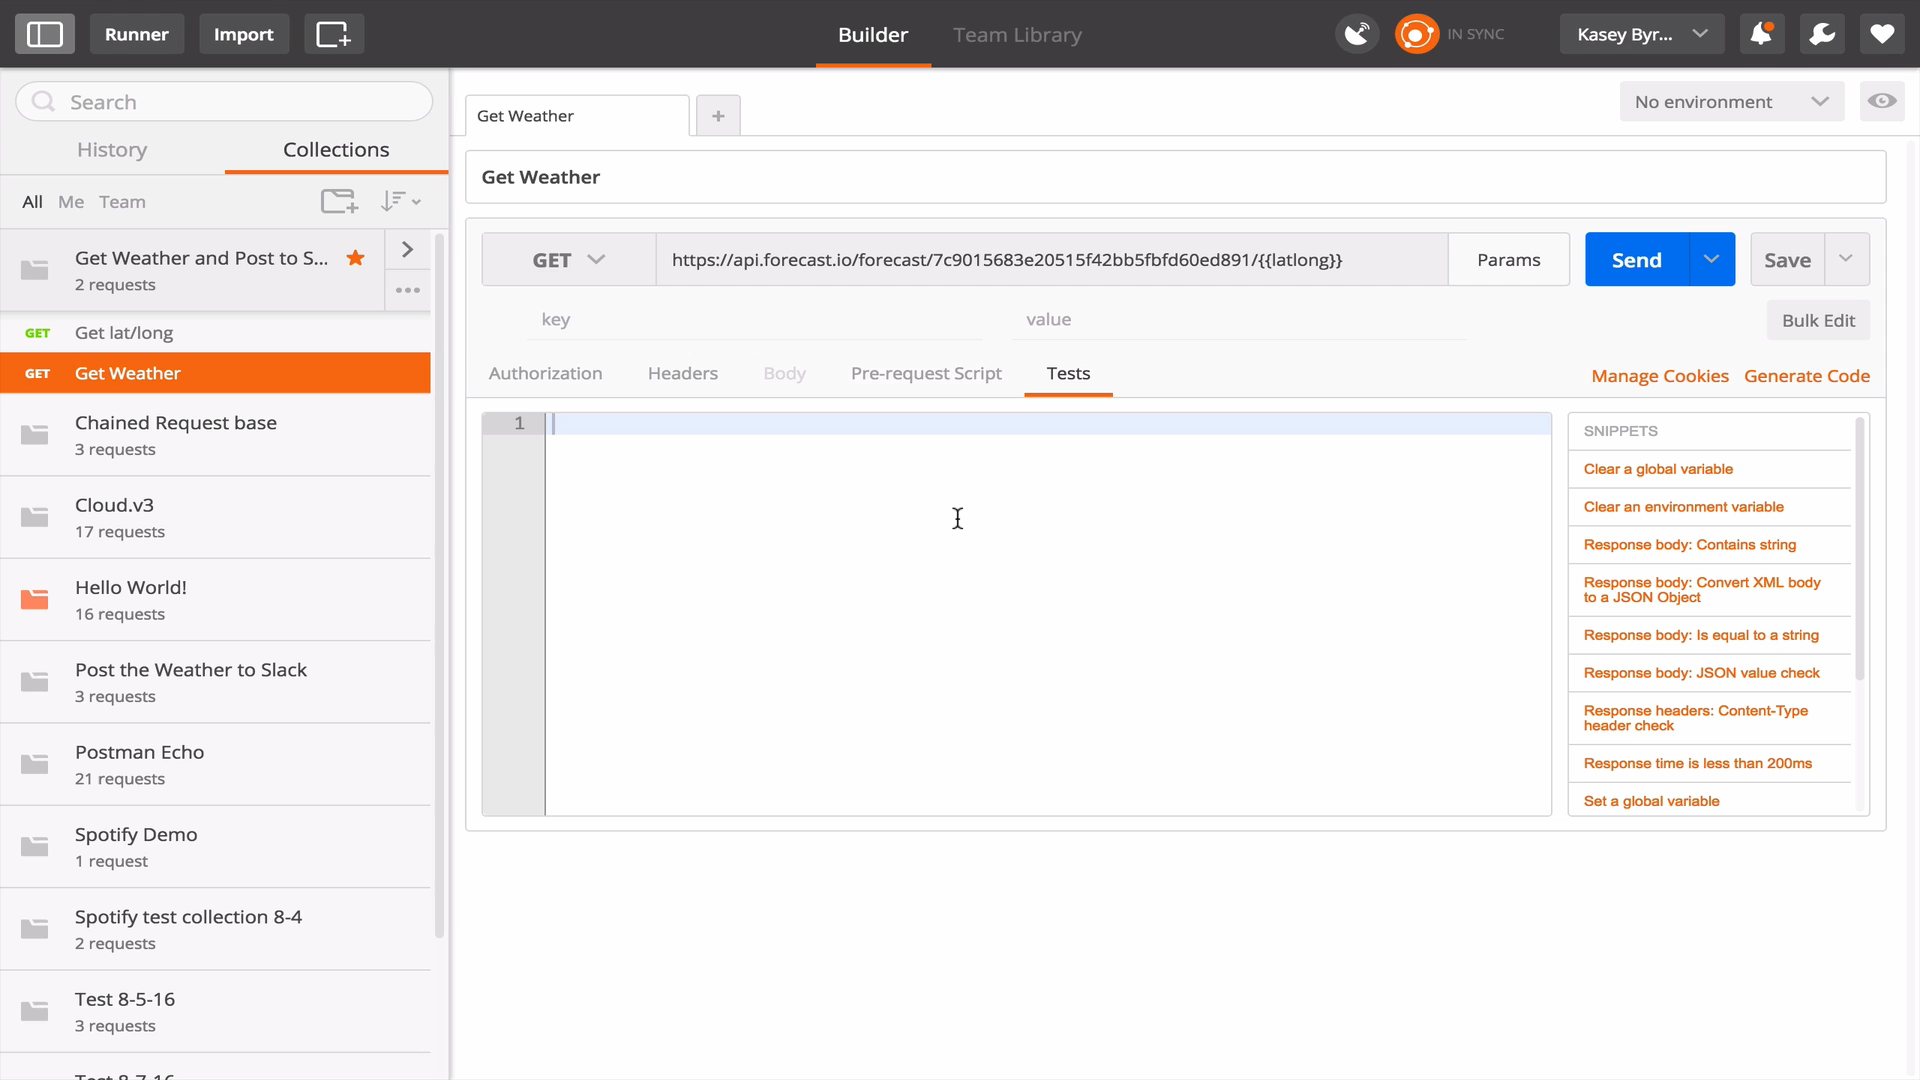 Runner
Import
Builder
Team Library
IN SYNC
Kasey Byr...
Search
History
Collections
All
Me
Team
Get Weather and Post to S...
2 requests
GET
Get lat/long
GET
Get Weather
Chained Request base
3 requests
Cloud.v3
17 requests
Hello World!
16 requests
Post the Weather to Slack
3 requests
Postman Echo
21 requests
Spotify Demo
1 request
Spotify test collection 8-4
2 requests
Test 8-5-16
3 requests
Test 8-7-16
Get Weather
+
No environment
Get Weather
GET
https://api.forecast.io/forecast/7c9015683e20515f42bb5fbfd60ed891/{{latlong}}
Params
Send
Save
key
value
Bulk Edit
Authorization
Headers
Body
Pre-request Script
Tests
Manage Cookies
Generate Code
1
SNIPPETS
Clear a global variable
Clear an environment variable
Response body: Contains string
Response body: Convert XML body
to a JSON Object
Response body: Is equal to a string
Response body: JSON value check
Response headers: Content-Type
header check
Response time is less than 200ms
Set a global variable